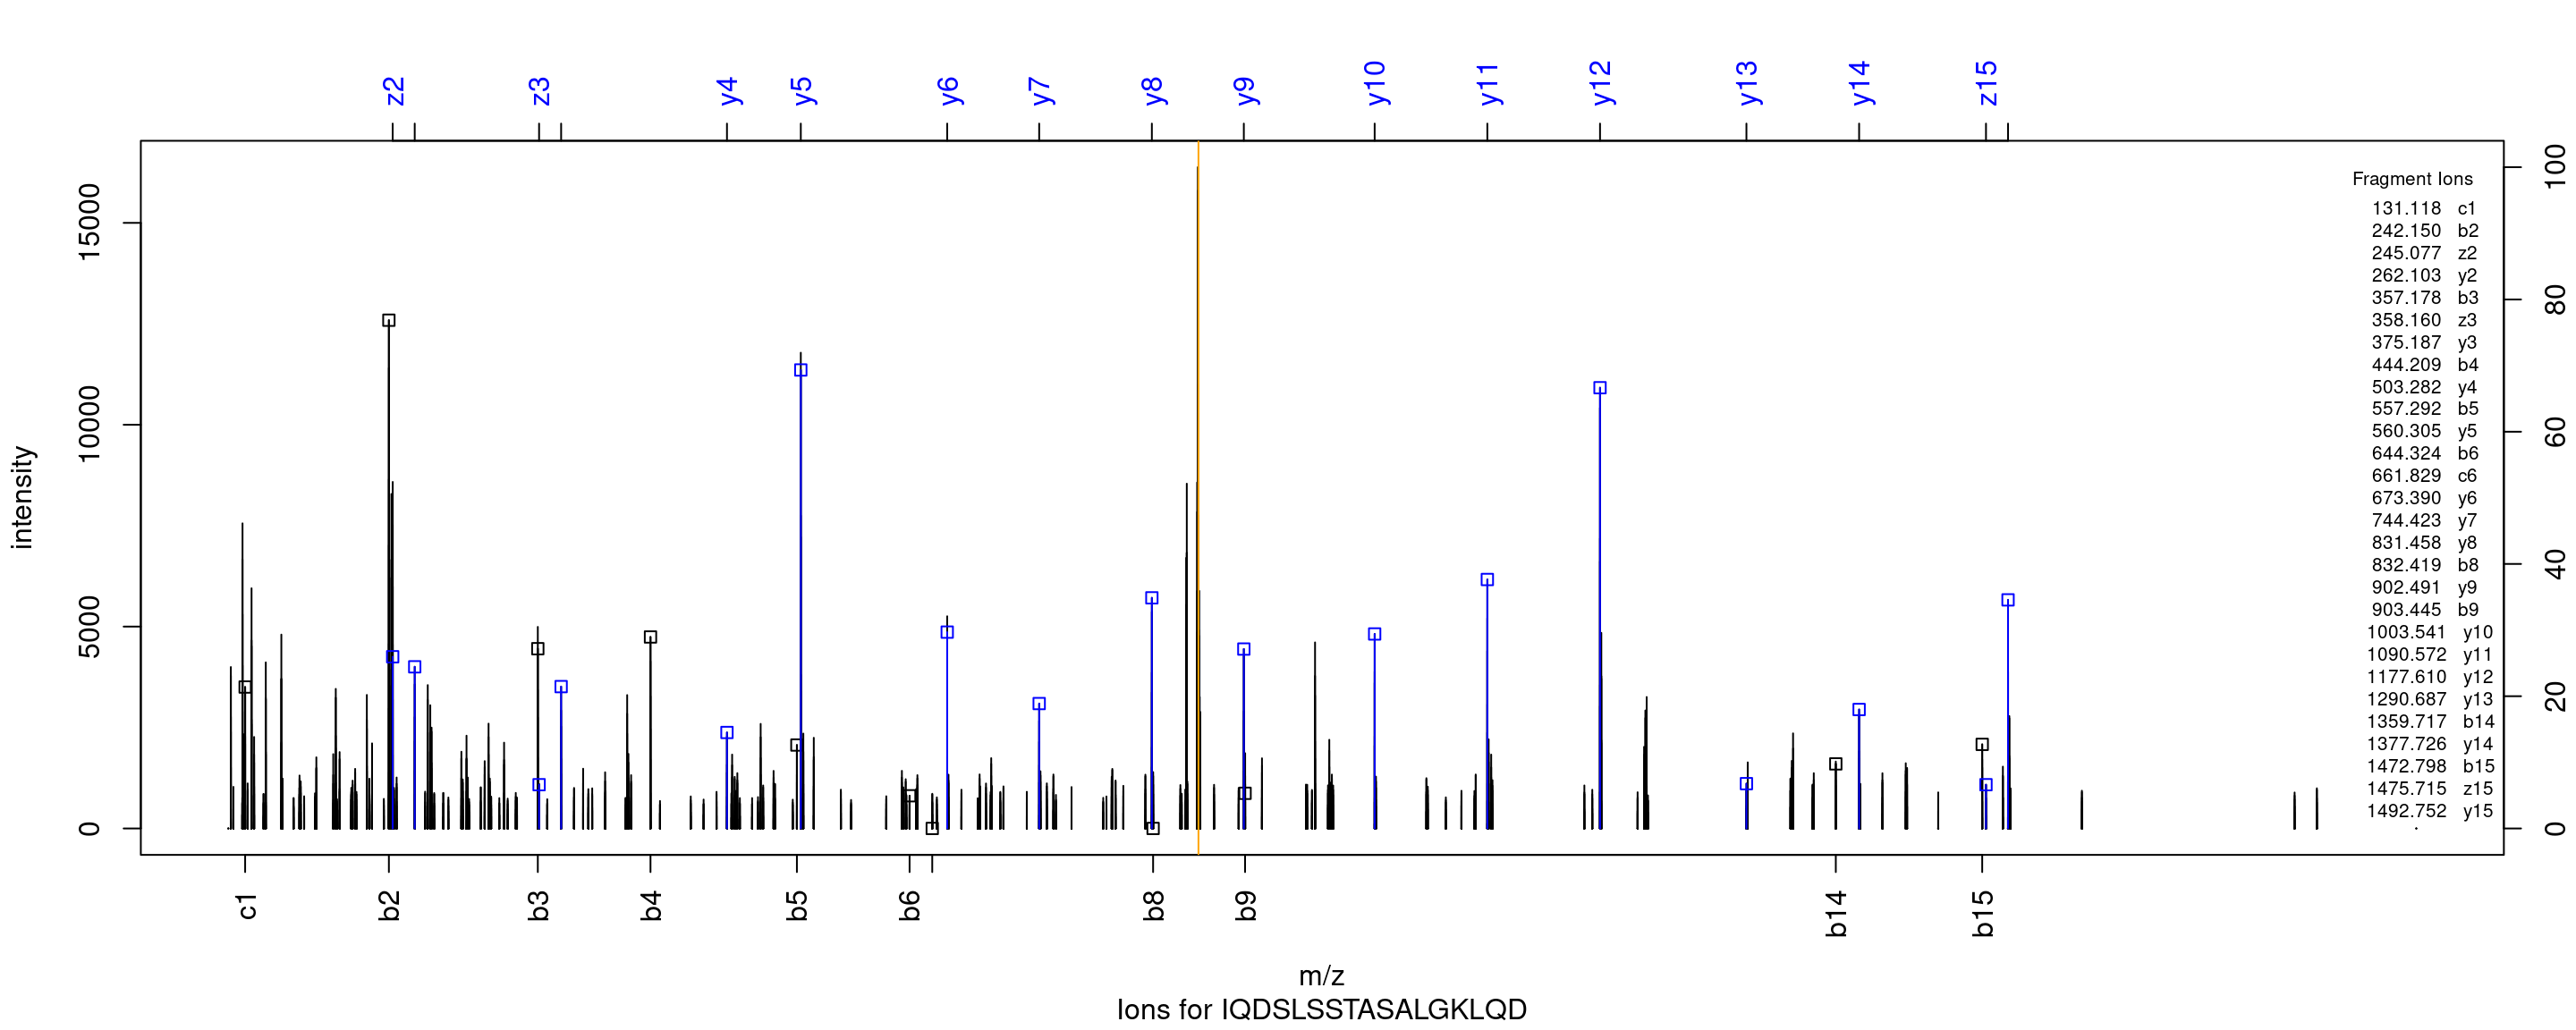 z2 z3 y4 y5 y6 y7 y8 y9 y10 y11 y12 y13 y14 z15
15000
10000
5000
0
intensity
100
80
60
40
20
0
Fragment Ions
131.118 c1
242.150 b2
245.077 z2
262.103 y2
357.178 b3
358.160 z3
375.187 y3
444.209 b4
503.282 y4
557.292 b5
560.305 y5
644.324 b6
661.829 c6
673.390 y6
744.423 y7
831.458 y8
832.419 b8
902.491 y9
903.445 b9
1003.541 y10
1090.572 y11
1177.610 y12
1290.687 y13
1359.717 b14
1377.726 y14
1472.798 b15
1475.715 z15
1492.752 y15
c1 b2 b3 b4 b5 b6 b8 b9 b14 b15
m/z
Ions for IQDSLSSTASALGKLQD